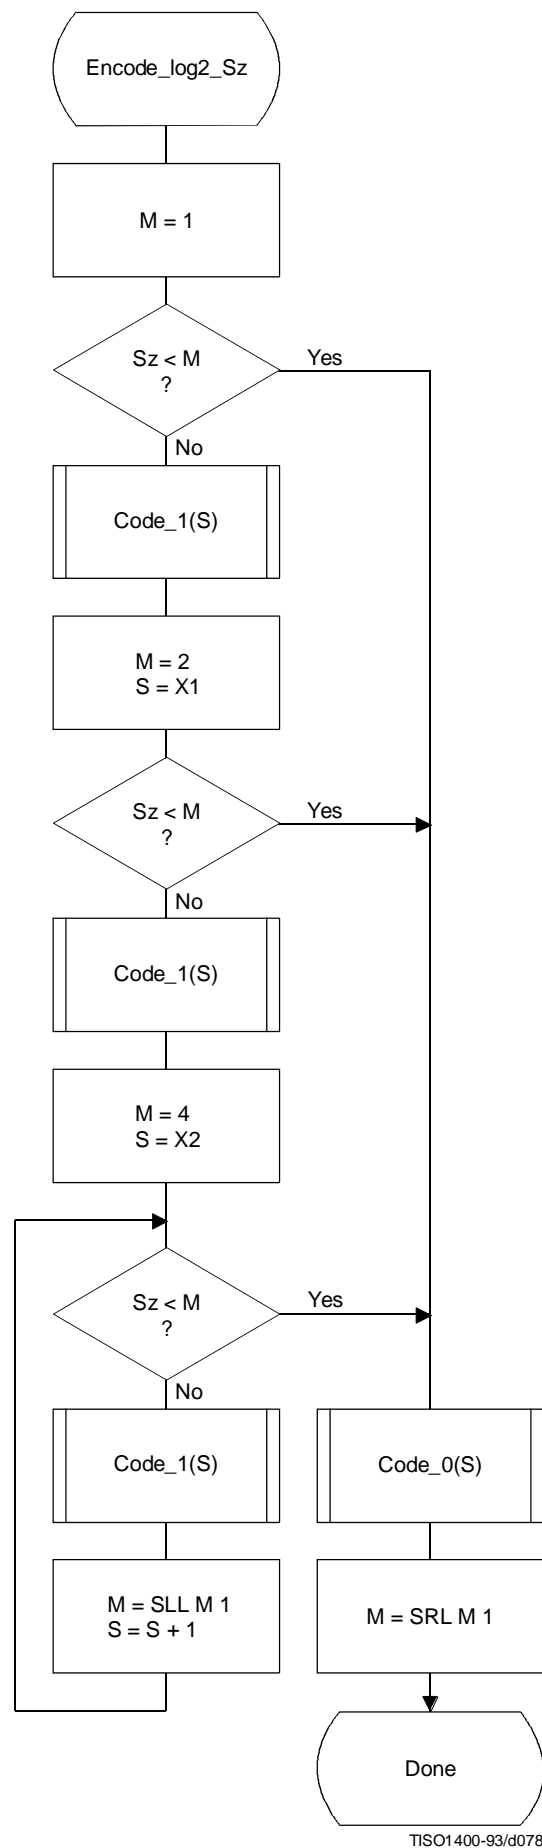 Encode_log2_Sz
M = 1
Sz < M
?
Yes
No
Code_1(S)
M = 2
S = X1
Sz < M
?
Yes
No
Code_1(S)
M = 4
S = X2
Sz < M
?
Yes
No
Code_1(S)
Code_0(S)
M = SLL M 1
S = S + 1
M = SRL M 1
Done
TISO1400-93/d078